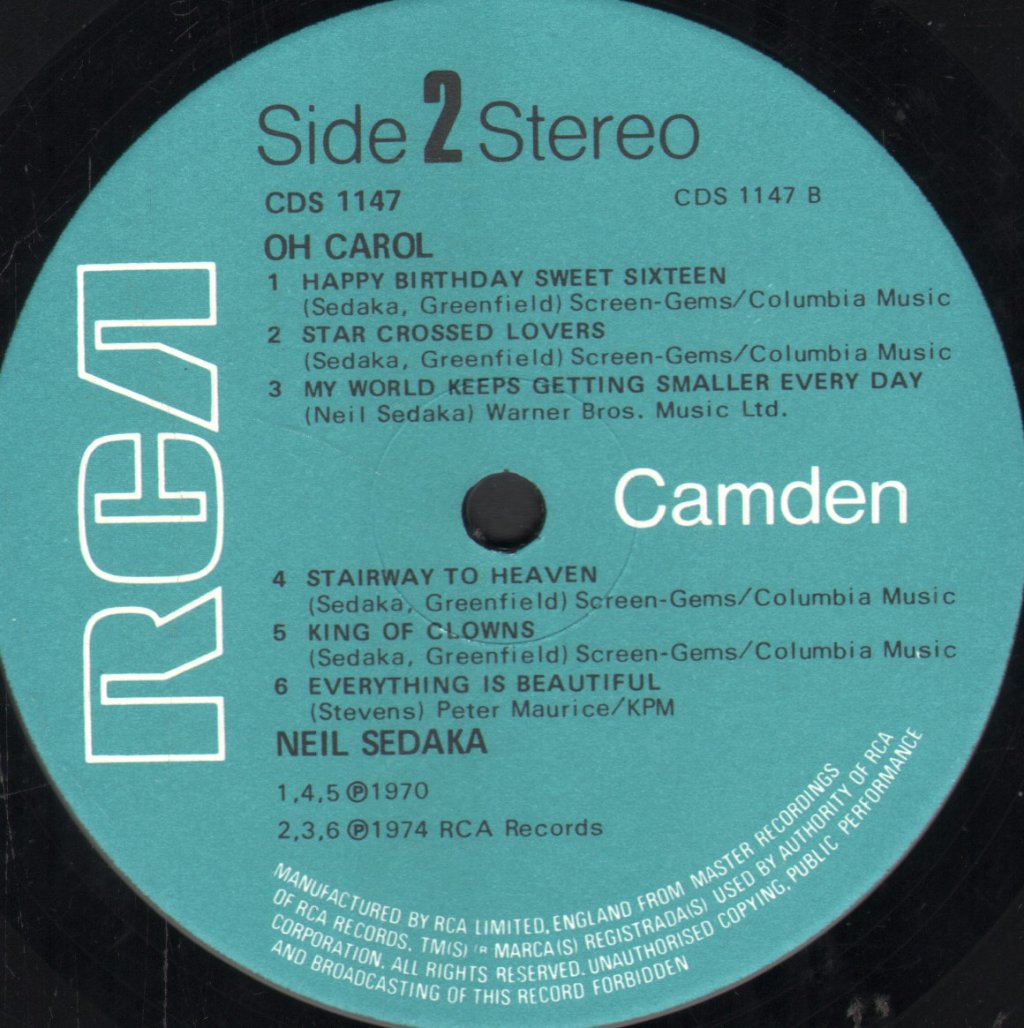 Side 2 Stereo
CDS 1147 CDS 1147 B
OH CAROL
1 HAPPY BIRTHDAY SWEET SIXTEEN
(Sedaka, Greenfield) Screen-Gems/Columbia Music
2 STAR CROSSED LOVERS
(Sedaka, Greenfield) Screen-Gems/Columbia Music
3 MY WORLD KEEPS GETTING SMALLER EVERY DAY
(Neil Sedaka) Warner Bros. Music Ltd.
RCA
Camden
4 STAIRWAY TO HEAVEN
(Sedaka, Greenfield) Screen-Gems/Columbia Music
5 KING OF CLOWNS
(Sedaka, Greenfield) Screen-Gems/Columbia Music
6 EVERYTHING IS BEAUTIFUL
(Stevens) Peter Maurice/KPM
NEIL SEDAKA
1,4,5 ℗1970
2,3,6 ℗1974 RCA Records
MANUFACTURED BY RCA LIMITED, ENGLAND FROM MASTER RECORDINGS
OF RCA RECORDS. TM(S) ® MARCA(S) REGISTRADA(S) USED BY AUTHORITY OF RCA
CORPORATION. ALL RIGHTS RESERVED. UNAUTHORISED COPYING, PUBLIC PERFORMANCE
AND BROADCASTING OF THIS RECORD FORBIDDEN